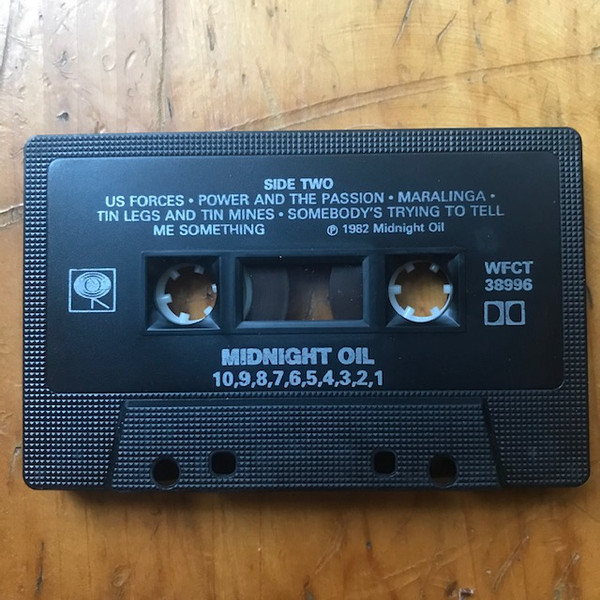 SIDE TWO
US FORCES • POWER AND THE PASSION • MARALINGA •
TIN LEGS AND TIN MINES • SOMEBODY'S TRYING TO TELL
ME SOMETHING ℗ 1982 Midnight Oil
WFCT
38996
MIDNIGHT OIL
10,9,8,7,6,5,4,3,2,1